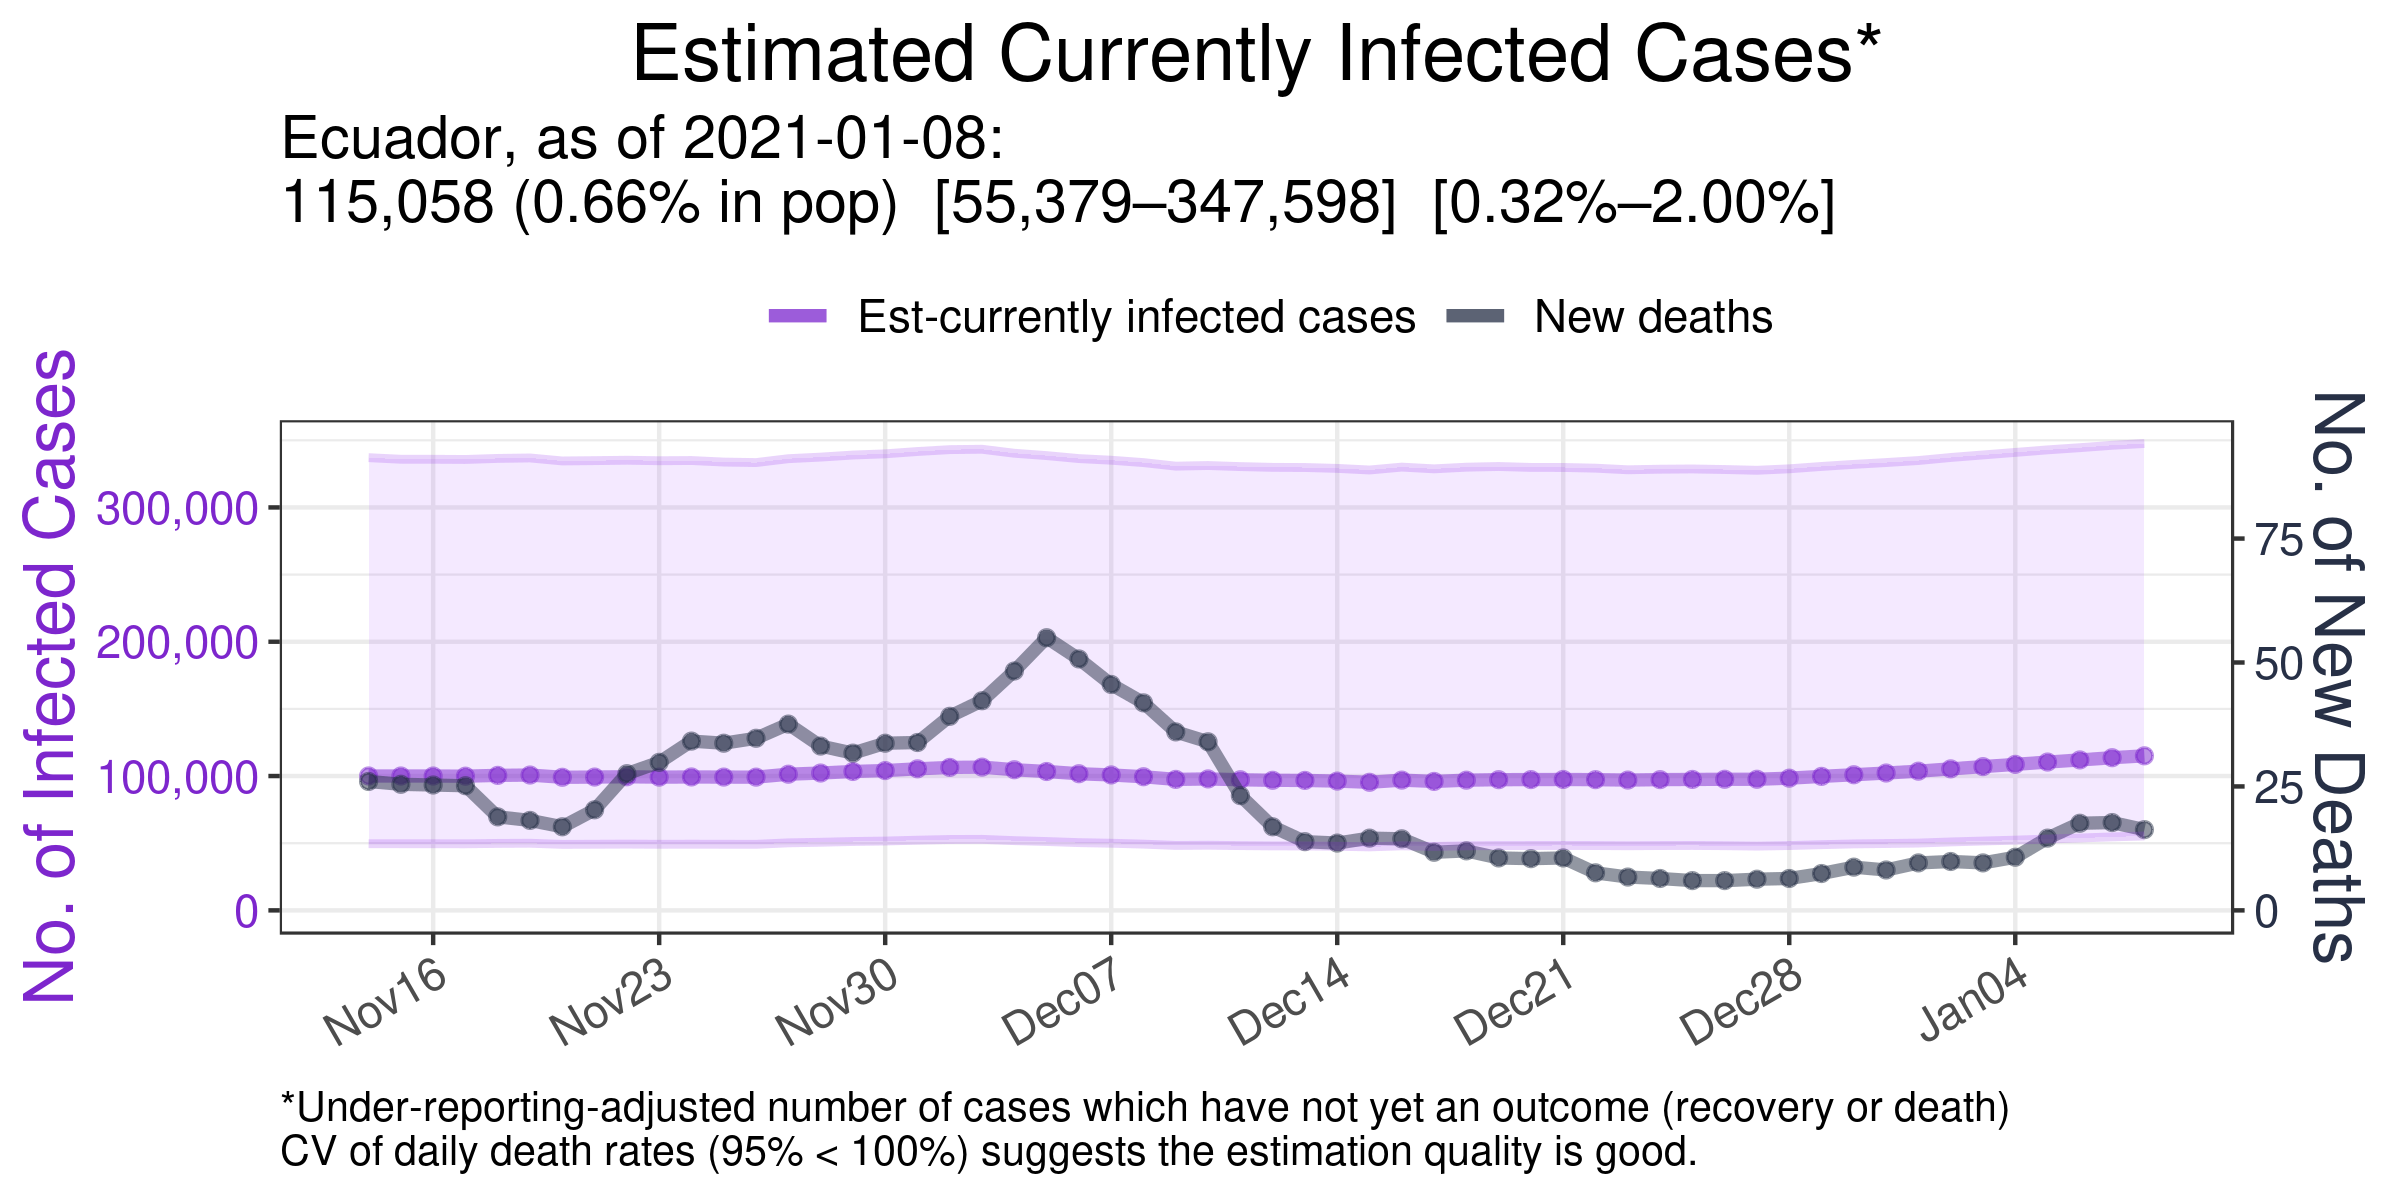 Estimated Currently Infected Cases*
Ecuador, as of 2021-01-08:
115,058 (0.66% in pop)  [55,379–347,598]  [0.32%–2.00%]
Est-currently infected cases
New deaths
No. of Infected Cases
300,000
200,000
100,000
0
75
50
25
0
No. of New Deaths
Nov16
Nov23
Nov30
Dec07
Dec14
Dec21
Dec28
Jan04
*Under-reporting-adjusted number of cases which have not yet an outcome (recovery or death)
CV of daily death rates (95% < 100%) suggests the estimation quality is good.